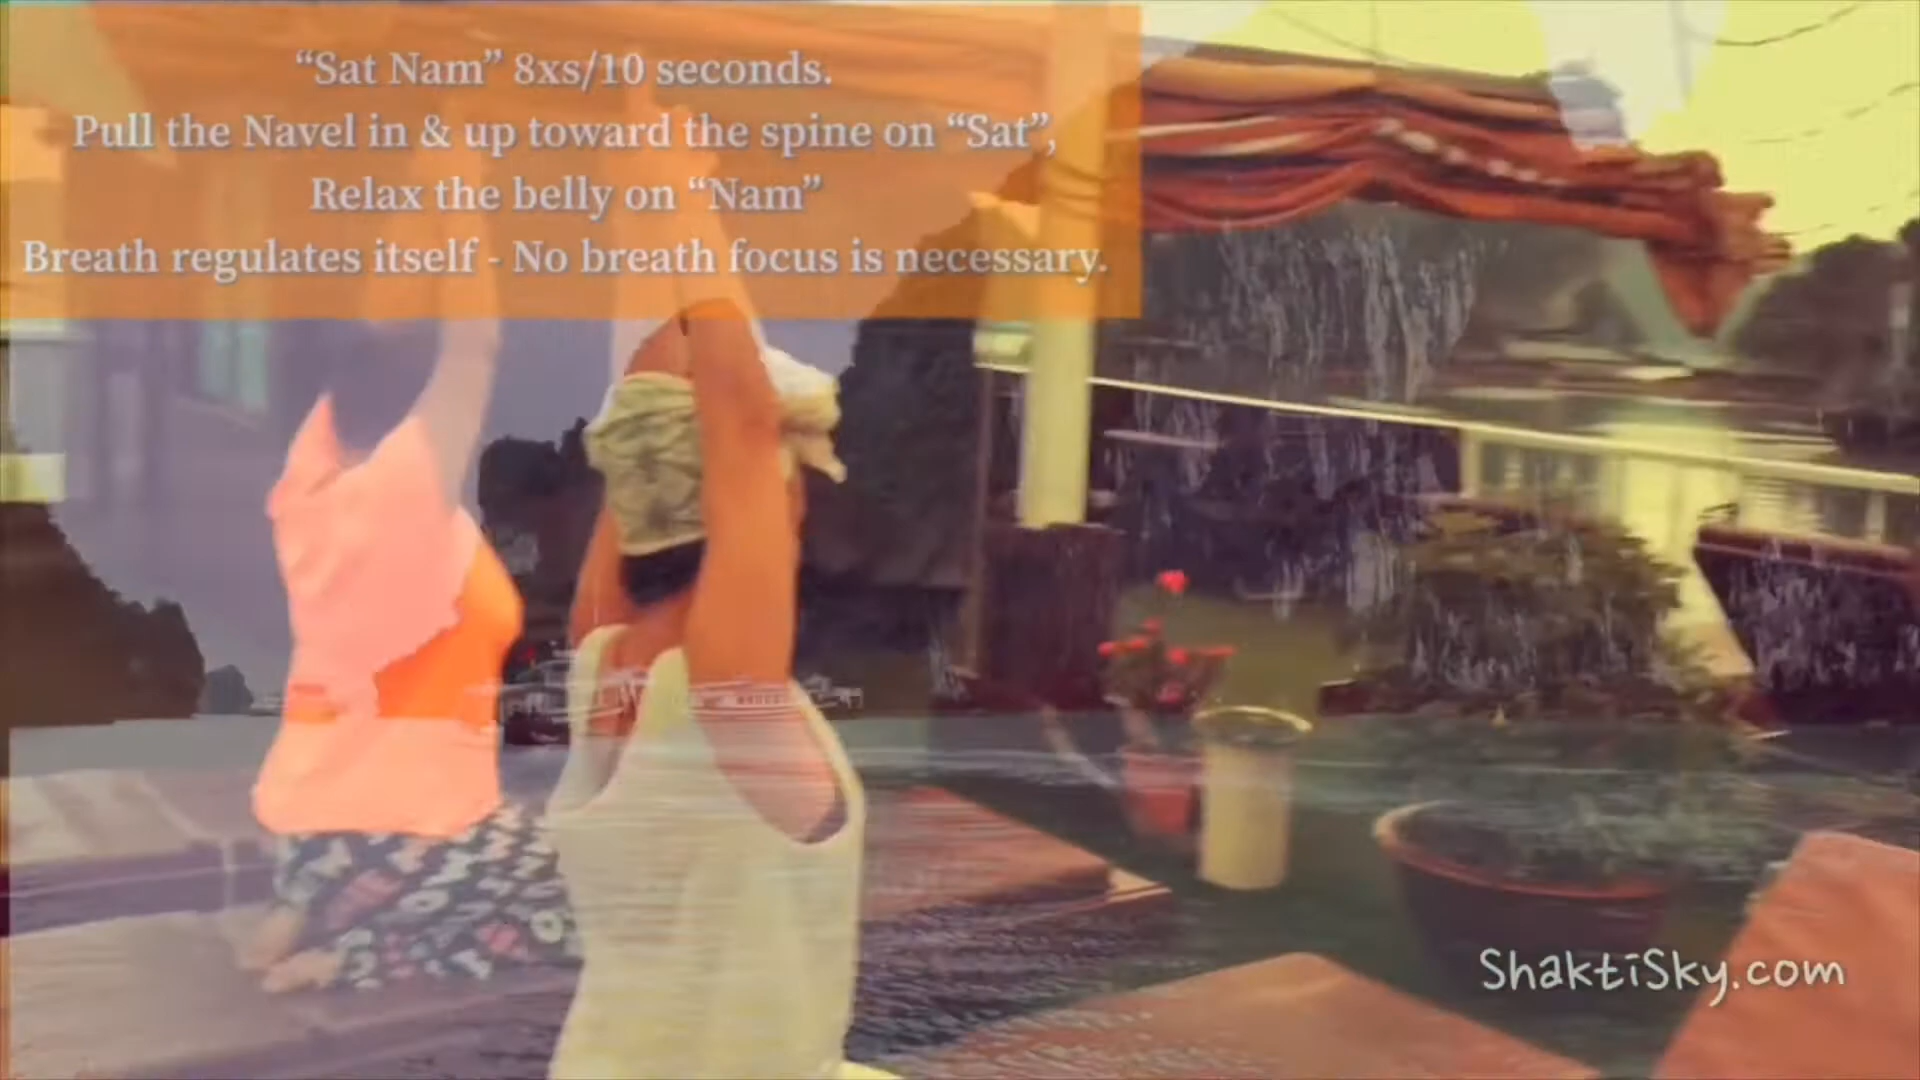 “Sat Nam” 8xs/10 seconds.
Pull the Navel in & up toward the spine on “Sat”,
Relax the belly on “Nam”
Breath regulates itself - No breath focus is necessary.
ShaktiSky.com